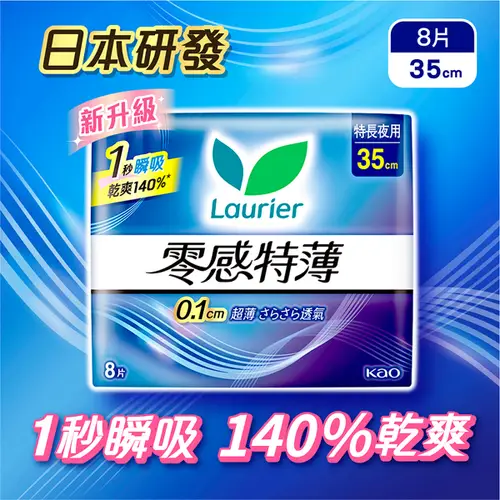 日本研發
8片
35cm
新升級
1秒瞬吸
乾爽140%*
特長夜用
35cm
Laurier
零感特薄
0.1cm 超薄 さらさら透氣
8片
Kao
1秒瞬吸 140%乾爽